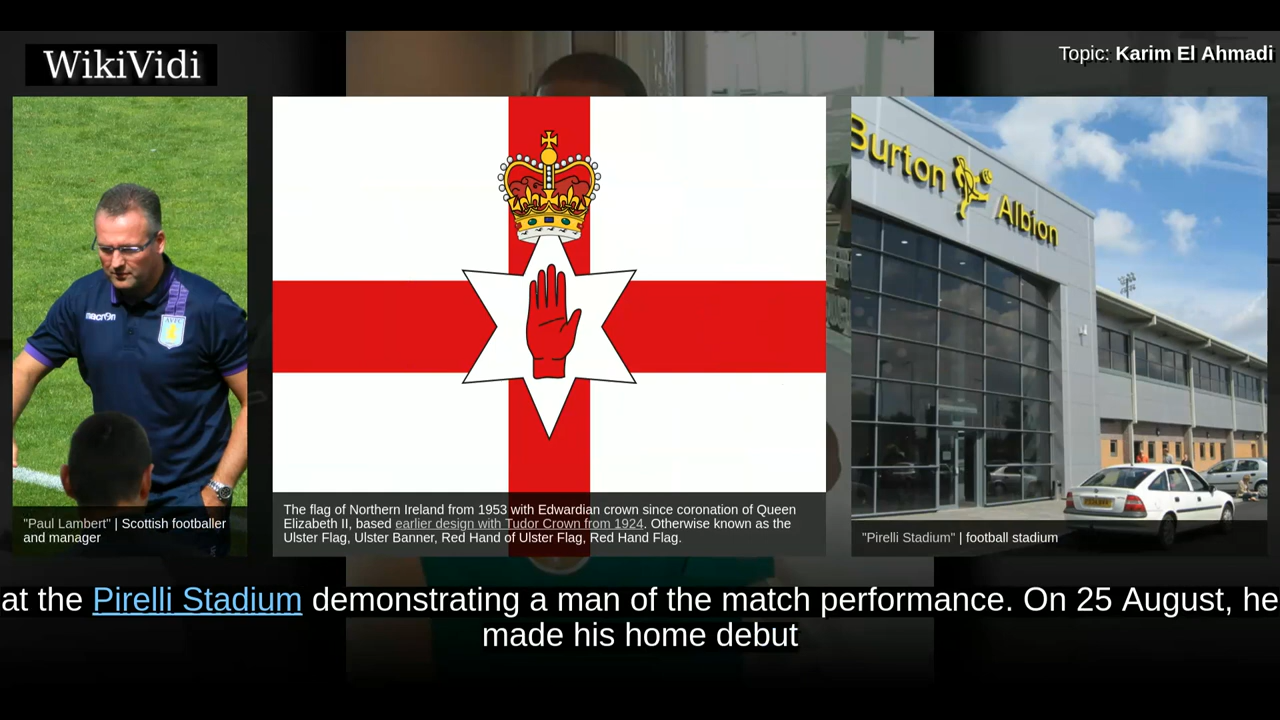 WikiVidi
Topic: Karim El Ahmadi
Burton Albion
macron
AVFC
"Paul Lambert" | Scottish footballer
and manager
The flag of Northern Ireland from 1953 with Edwardian crown since coronation of Queen
Elizabeth II, based earlier design with Tudor Crown from 1924. Otherwise known as the
Ulster Flag, Ulster Banner, Red Hand of Ulster Flag, Red Hand Flag.
"Pirelli Stadium" | football stadium
at the Pirelli Stadium demonstrating a man of the match performance. On 25 August, he
made his home debut